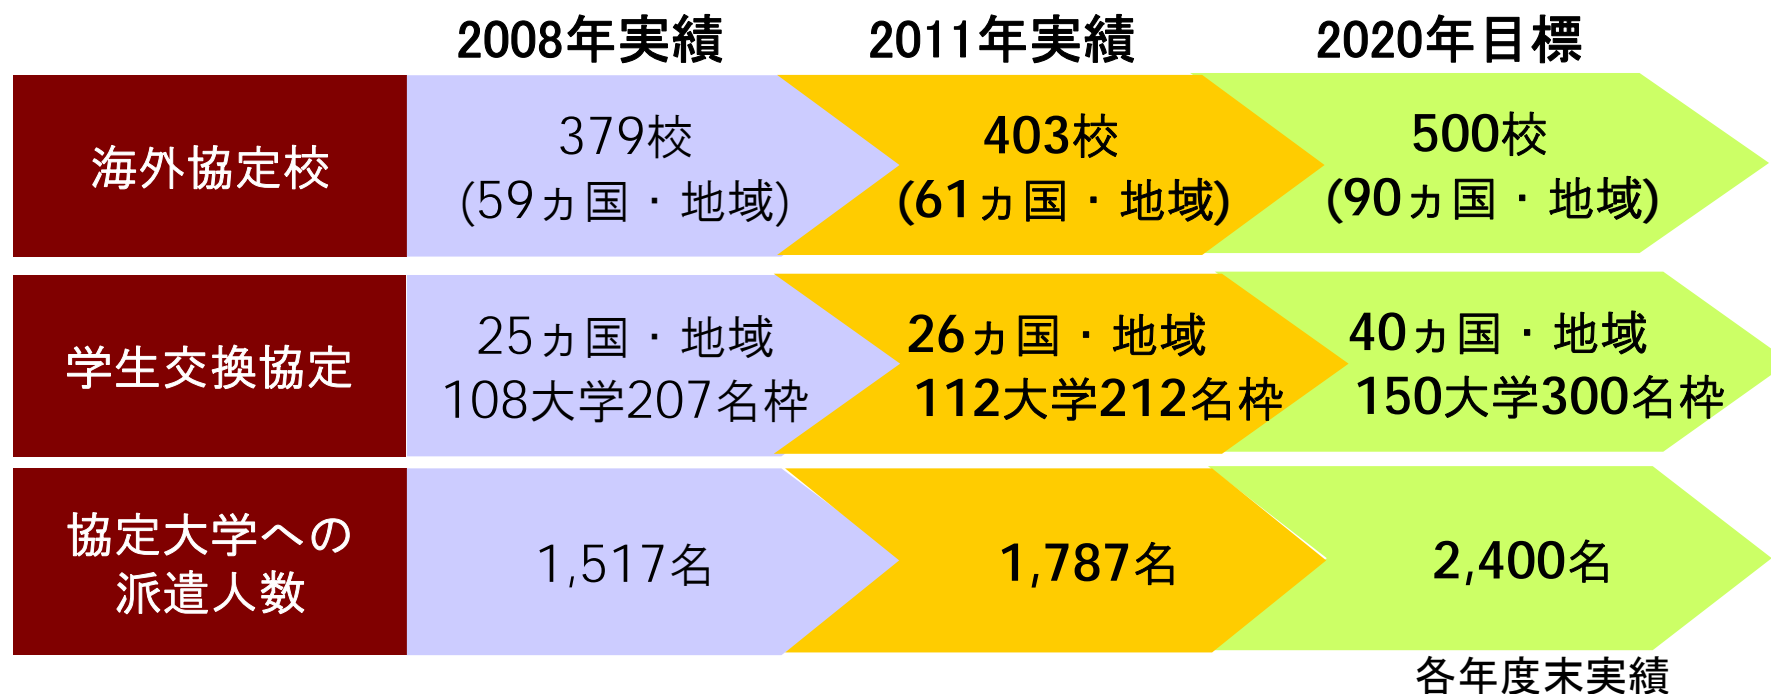 2008年実績 2011年実績 2020年目標
海外協定校
379校
(59ヵ国・地域)
403校
(61ヵ国・地域)
500校
(90ヵ国・地域)
学生交換協定
25ヵ国・地域
108大学207名枠
26ヵ国・地域
112大学212名枠
40ヵ国・地域
150大学300名枠
協定大学への
派遣人数
1,517名
1,787名
2,400名
各年度末実績